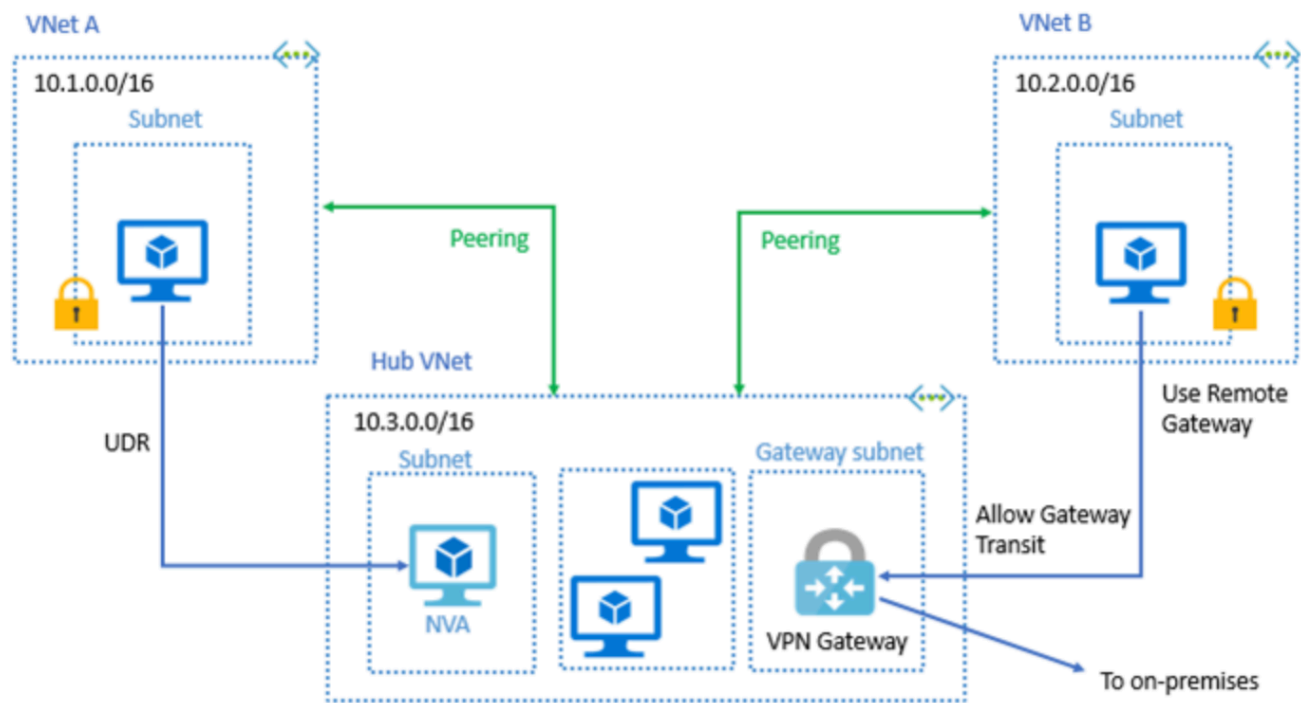 VNet A
VNet B
10.1.0.0/16
10.2.0.0/16
Subnet
Subnet
Peering
Peering
Hub VNet
Use Remote
Gateway
10.3.0.0/16
UDR
Subnet
Gateway subnet
Allow Gateway
Transit
NVA
VPN Gateway
To on-premises